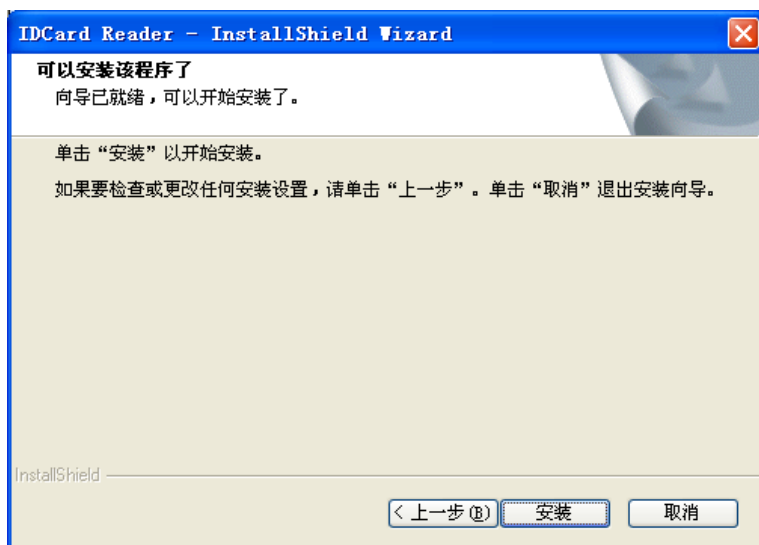 IDCard Reader - InstallShield Wizard
可以安装该程序了
向导已就绪，可以开始安装了。
单击“安装”以开始安装。
如果要检查或更改任何安装设置，请单击“上一步”。单击“取消”退出安装向导。
InstallShield
< 上一步(B) 安装 取消